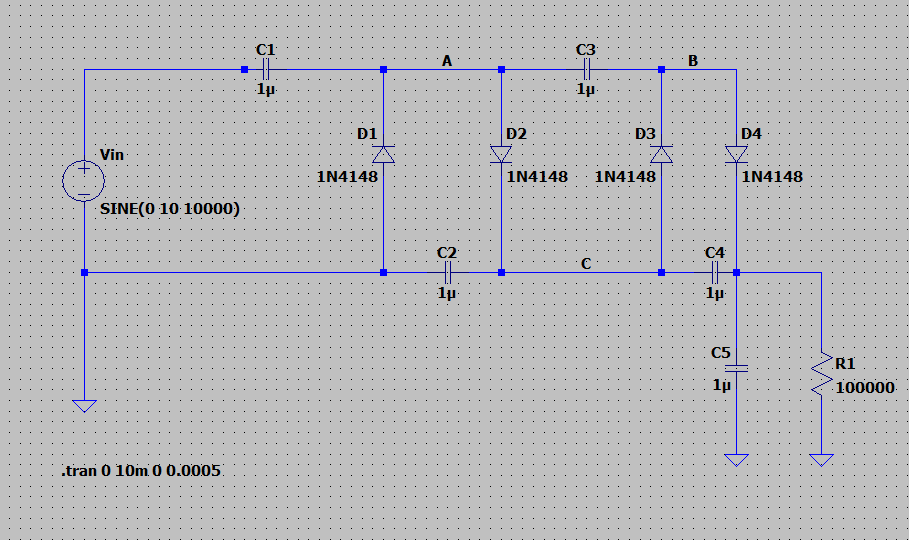 C1
1µ
A
C3
1µ
B
Vin
SINE(0 10 10000)
D1
1N4148
D2
1N4148
D3
1N4148
D4
1N4148
C2
1µ
C
C4
1µ
C5
1µ
R1
100000
.tran 0 10m 0 0.0005